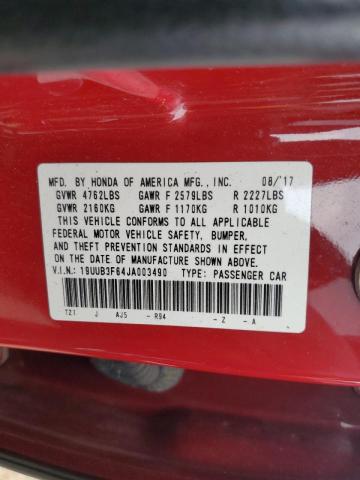 MFD. BY HONDA OF AMERICA MFG., INC. 08/'17
GVWR 4762LBS GAWR F 2579LBS R 2227LBS
GVWR 2160KG GAWR F 1170KG R 1010KG
THIS VEHICLE CONFORMS TO ALL APPLICABLE
FEDERAL MOTOR VEHICLE SAFETY, BUMPER,
AND THEFT PREVENTION STANDARDS IN EFFECT
ON THE DATE OF MANUFACTURE SHOWN ABOVE.
V.I.N.: 19UUB3F64JA003490 TYPE: PASSENGER CAR
TZ1 J AJ5 - R94 - Z - A